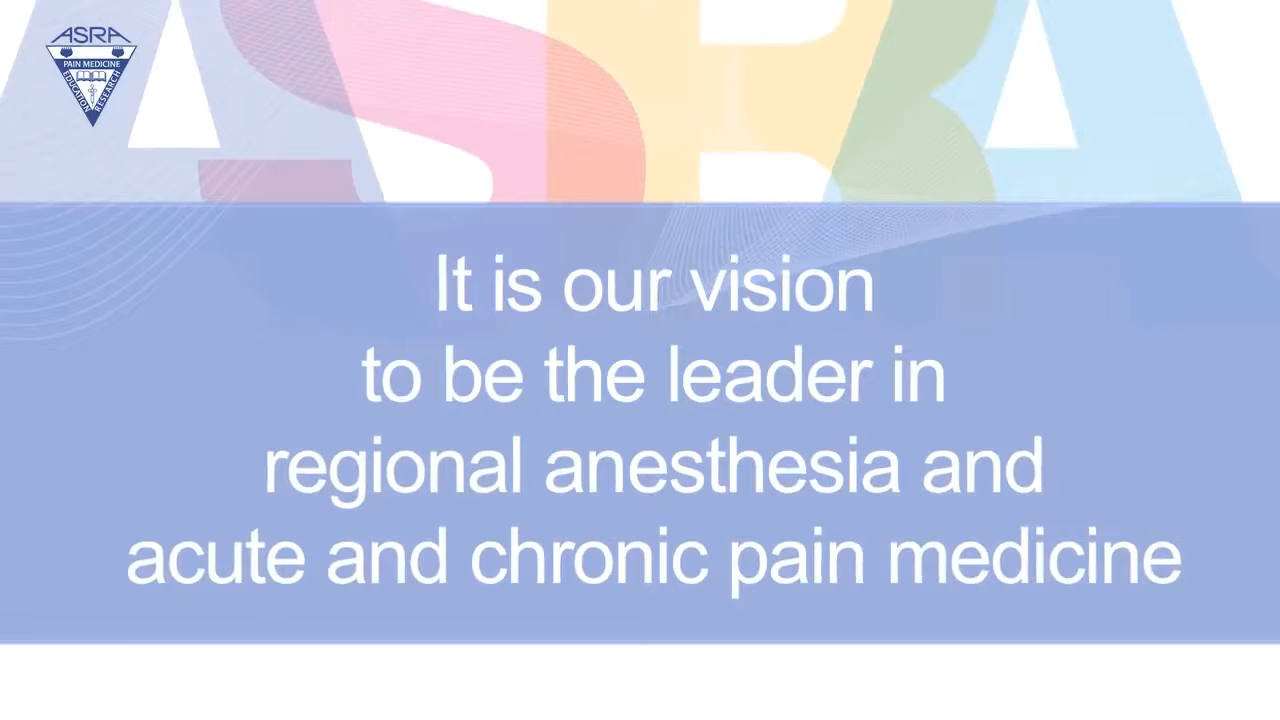 ASRA
PAIN MEDICINE
EDUCATION
RESEARCH
ASRA
It is our vision
to be the leader in
regional anesthesia and
acute and chronic pain medicine